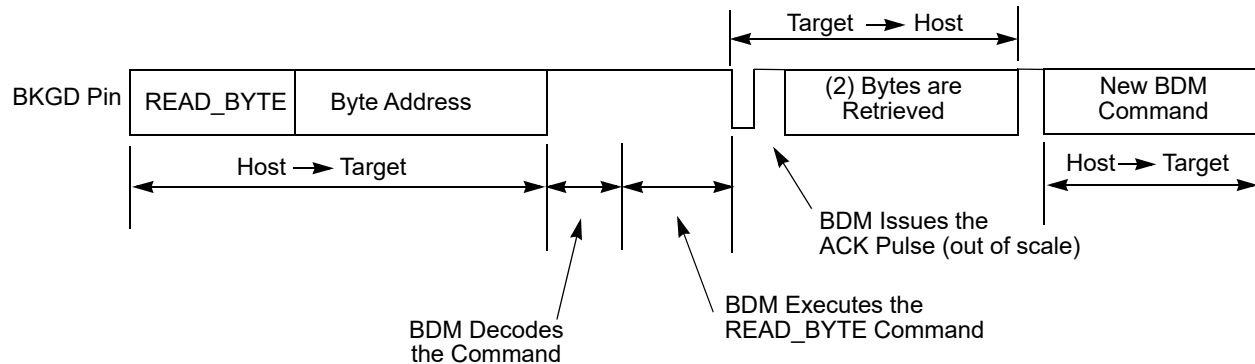 Target → Host
BKGD Pin
READ_BYTE
Byte Address
(2) Bytes are
Retrieved
New BDM
Command
Host → Target
Host → Target
BDM Issues the
ACK Pulse (out of scale)
BDM Decodes
the Command
BDM Executes the
READ_BYTE Command